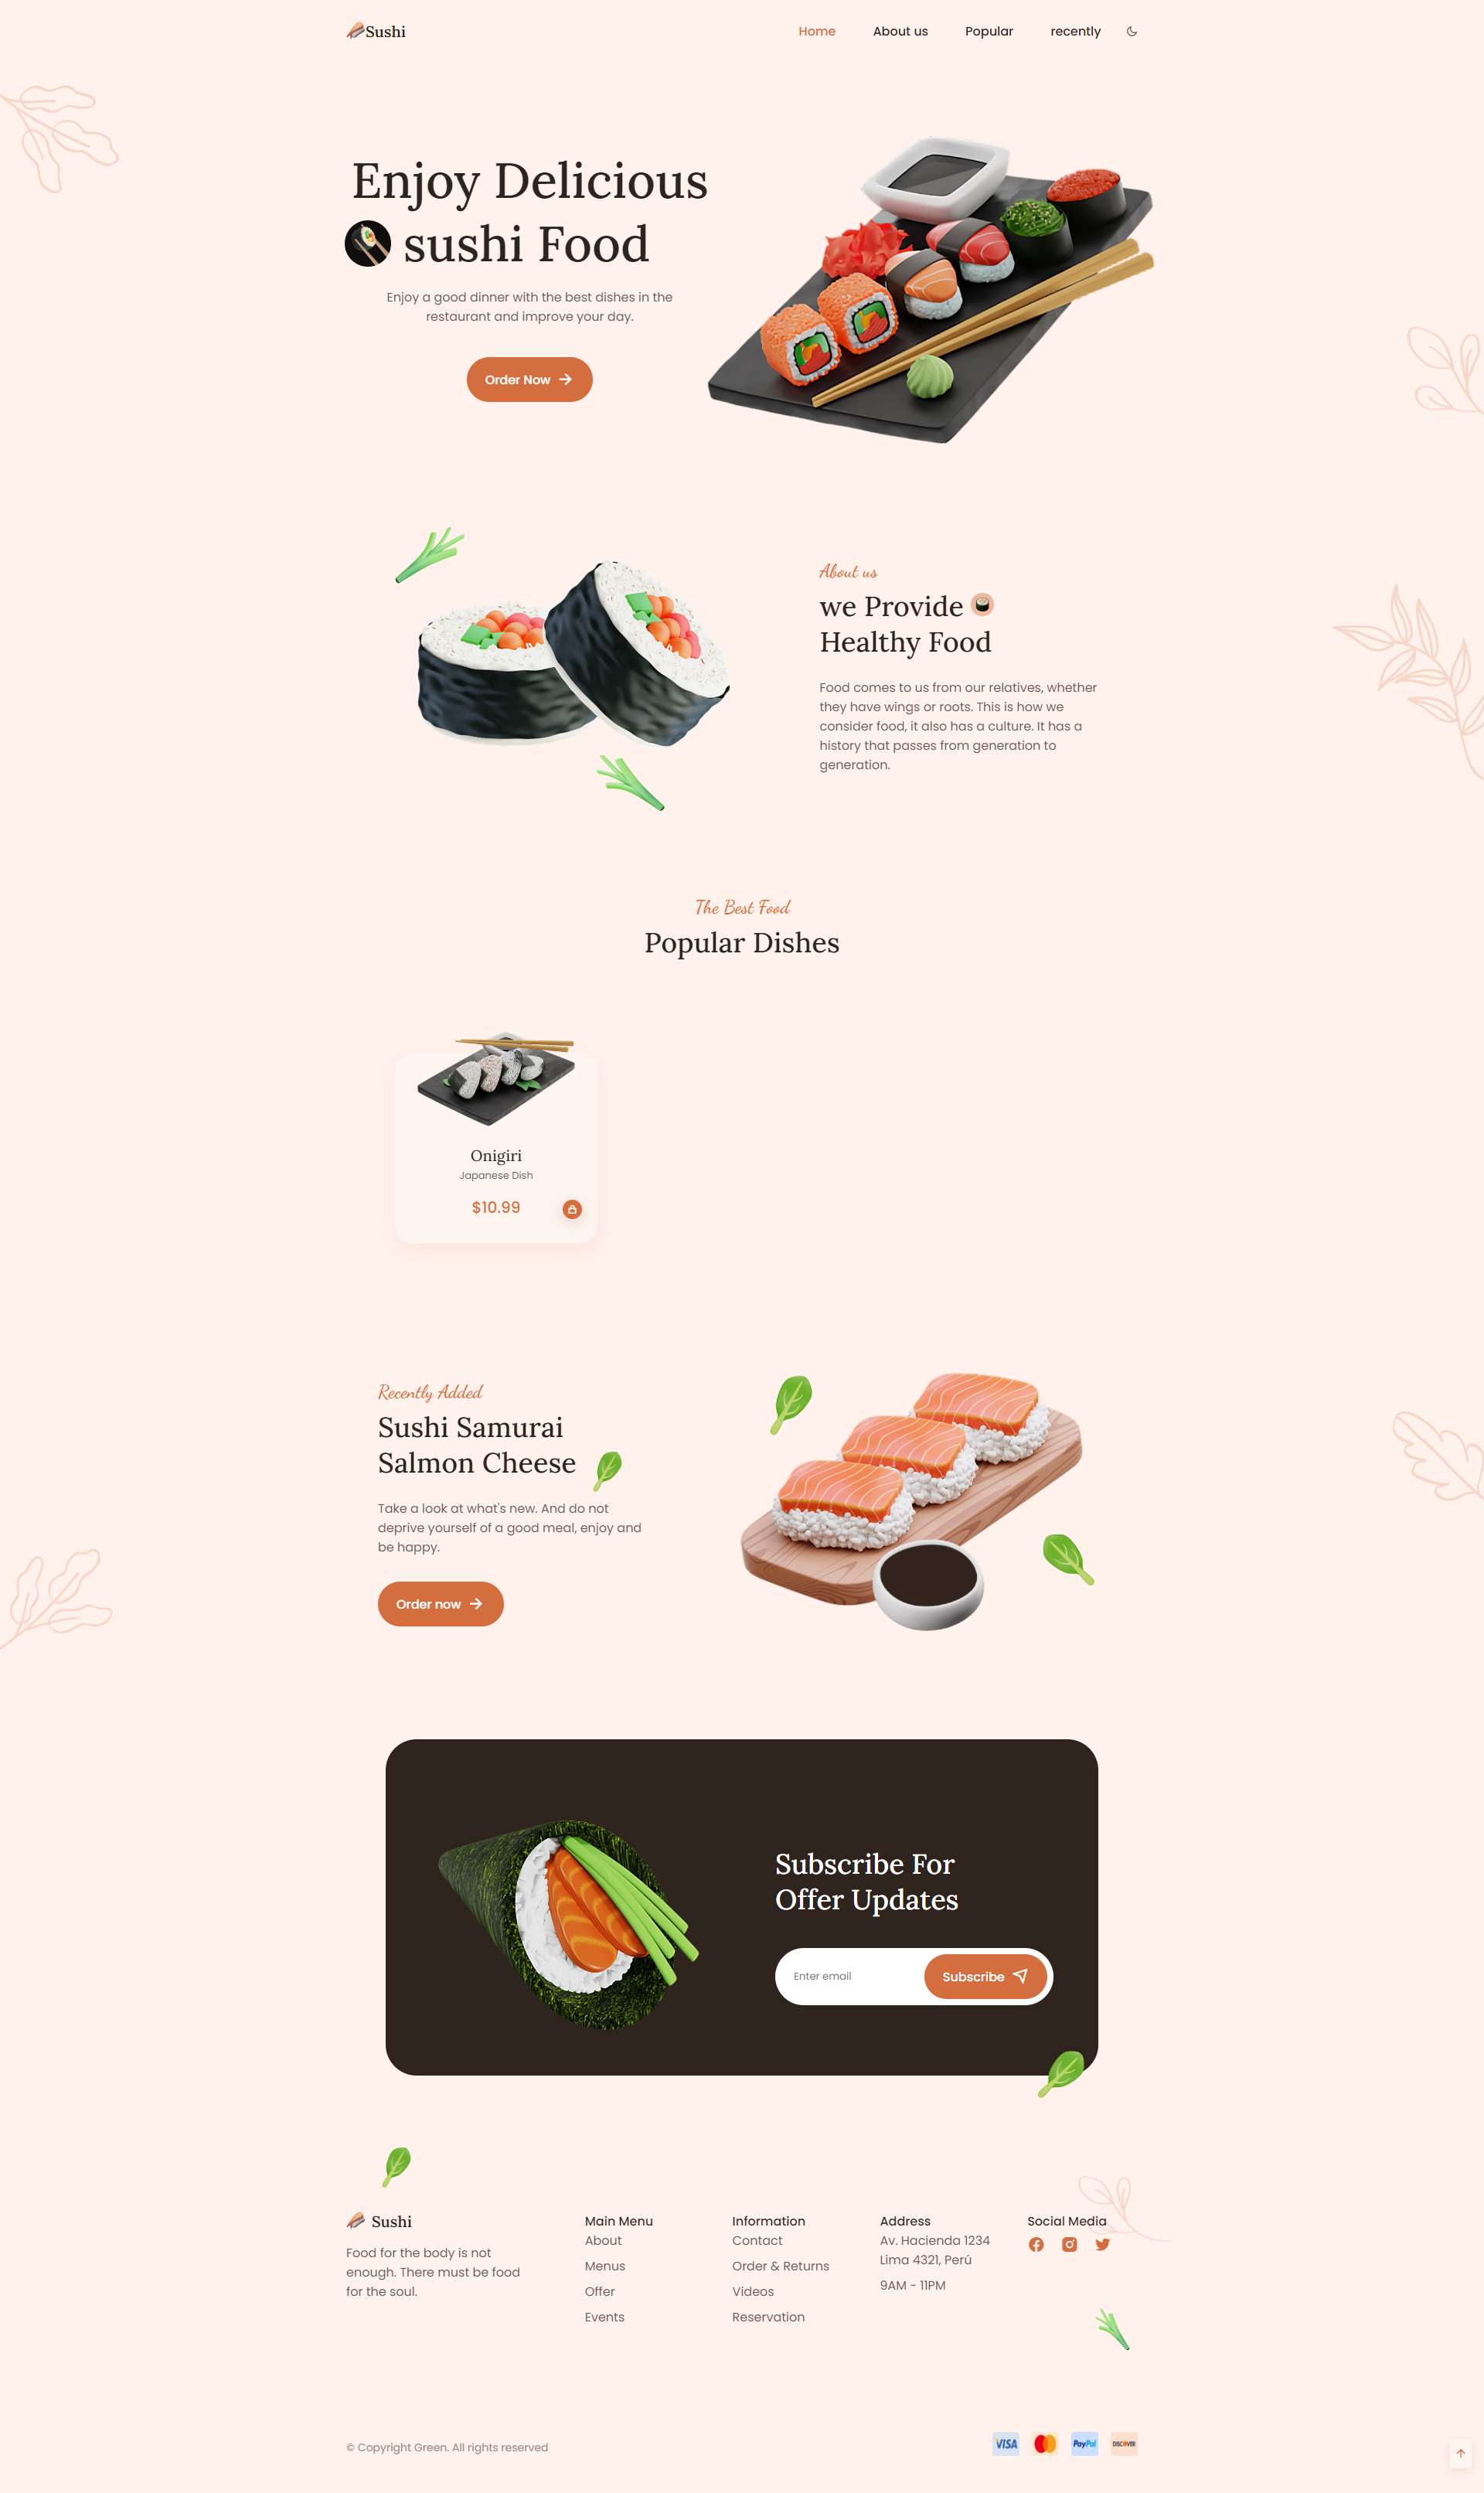 Sushi
Home
About us
Popular
recently
Enjoy Delicious
sushi Food
Enjoy a good dinner with the best dishes in the
restaurant and improve your day.
Order Now
About us
we Provide
Healthy Food
Food comes to us from our relatives, whether
they have wings or roots. This is how we
consider food, it also has a culture. It has a
history that passes from generation to
generation.
The Best Food
Popular Dishes
Onigiri
Japanese Dish
$10.99
Recently Added
Sushi Samurai
Salmon Cheese
Take a look at what's new. And do not
deprive yourself of a good meal, enjoy and
be happy.
Order now
Subscribe For
Offer Updates
Enter email
Subscribe
Sushi
Food for the body is not
enough. There must be food
for the soul.
Main Menu
About
Menus
Offer
Events
Information
Contact
Order & Returns
Videos
Reservation
Address
Av. Hacienda 1234
Lima 4321, Perú
9AM - 11PM
Social Media
© Copyright Green. All rights reserved
VISA
PayPal
DISCOVER